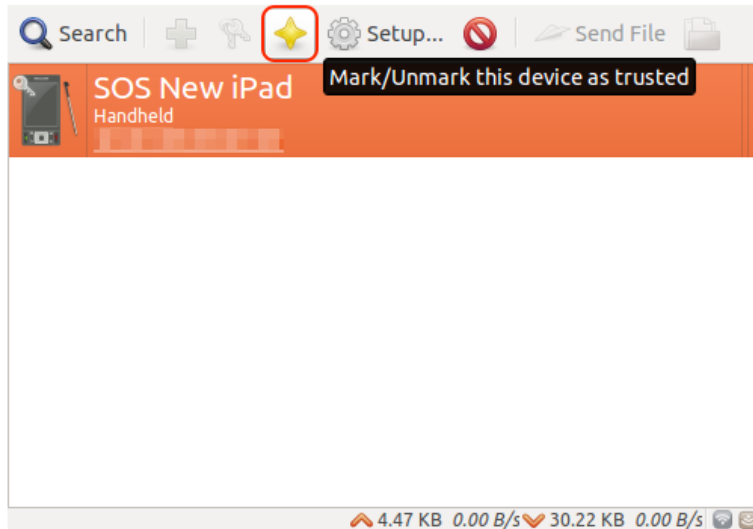 Search Setup... Send File
Mark/Unmark this device as trusted
SOS New iPad
Handheld
4.47 KB 0.00 B/s 30.22 KB 0.00 B/s